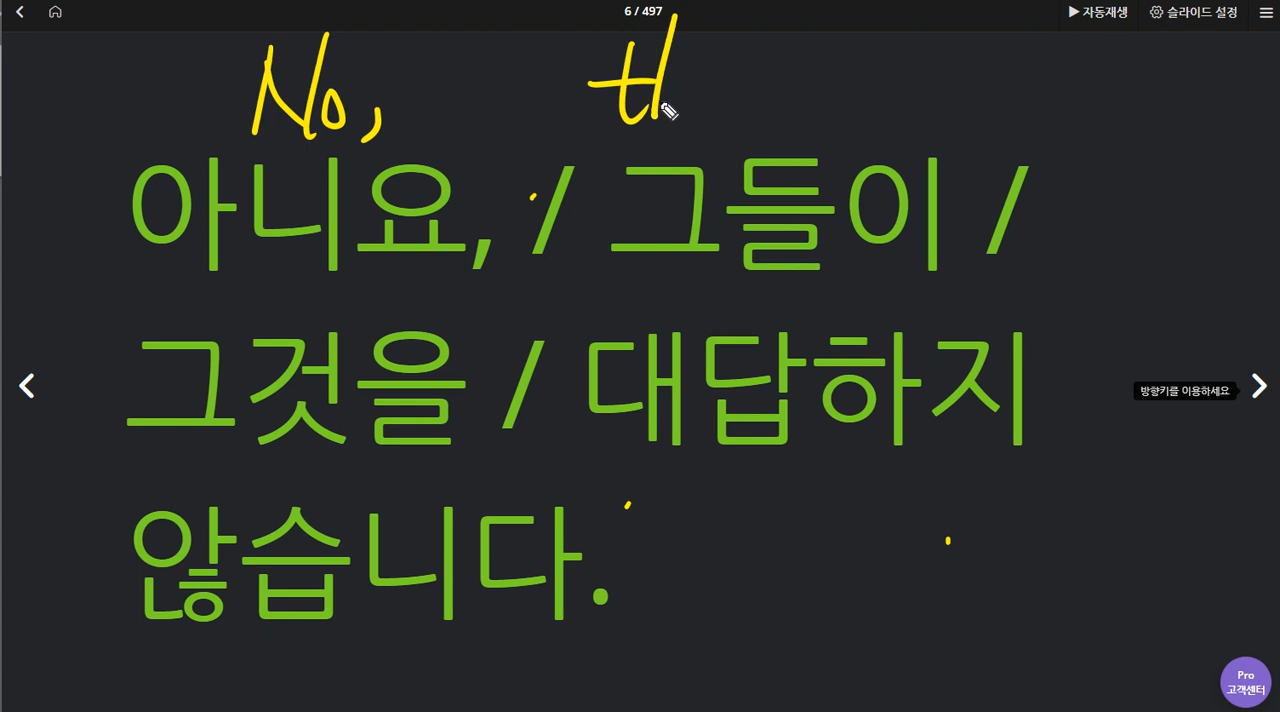 6 / 497
▶ 자동재생
슬라이드 설정
No, th
아니요, / 그들이 /
그것을 / 대답하지
방향키를 이용하세요
않습니다.
Pro
고객센터